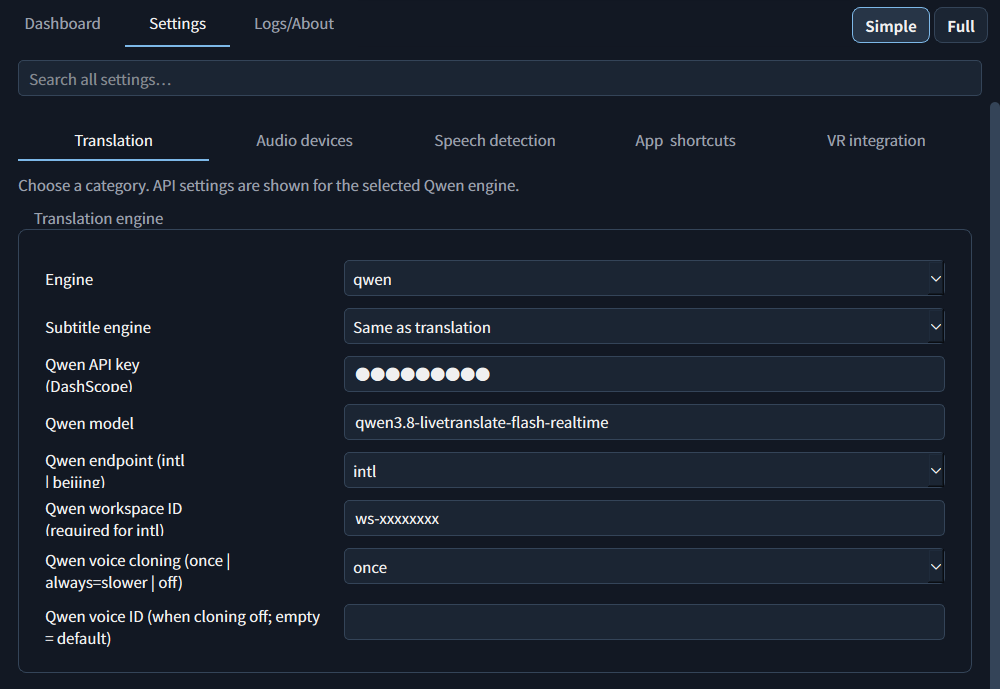 Dashboard Settings Logs/About Simple Full
Search all settings…
Translation Audio devices Speech detection App shortcuts VR integration
Choose a category. API settings are shown for the selected Qwen engine.
Translation engine
Engine qwen
Subtitle engine Same as translation
Qwen API key
(DashScope)
●●●●●●●●●
Qwen model qwen3.8-livetranslate-flash-realtime
Qwen endpoint (intl
| beijing)
intl
Qwen workspace ID
(required for intl)
ws-xxxxxxxx
Qwen voice cloning (once |
always=slower | off)
once
Qwen voice ID (when cloning off; empty
= default)